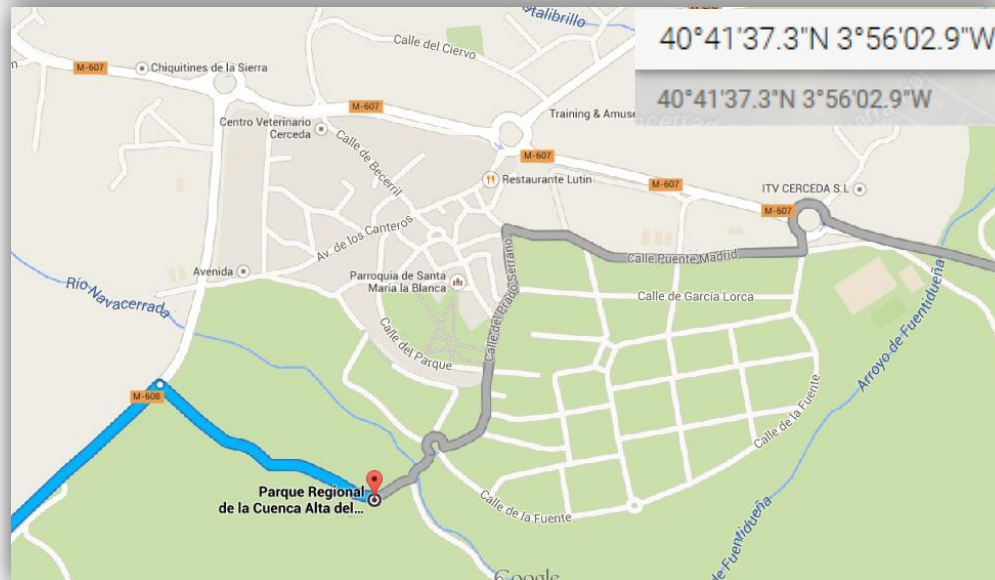 Otalibrillo
40°41'37.3"N 3°56'02.9"W
40°41'37.3"N 3°56'02.9"W
Calle del Ciervo
M-607
Chiquitines de la Sierra
M-607
Training & Amuse
Centro Veterinario
Cerceda
Calle de Becerril
M-607
Restaurante Lutin
M-607
ITV CERCEDA S.L
M-607
Av. de los Canteros
Calle del Prado Serrano
Calle Puente Madrid
Avenida
Parroquia de Santa
María la Blanca
Río Navacerrada
Calle de García Lorca
Arroyo de Fuentidueña
Calle del Parque
M-608
Calle de la Fuente
Parque Regional
de la Cuenca Alta del...
Calle de la Fuente
de Fuentidueña
Google